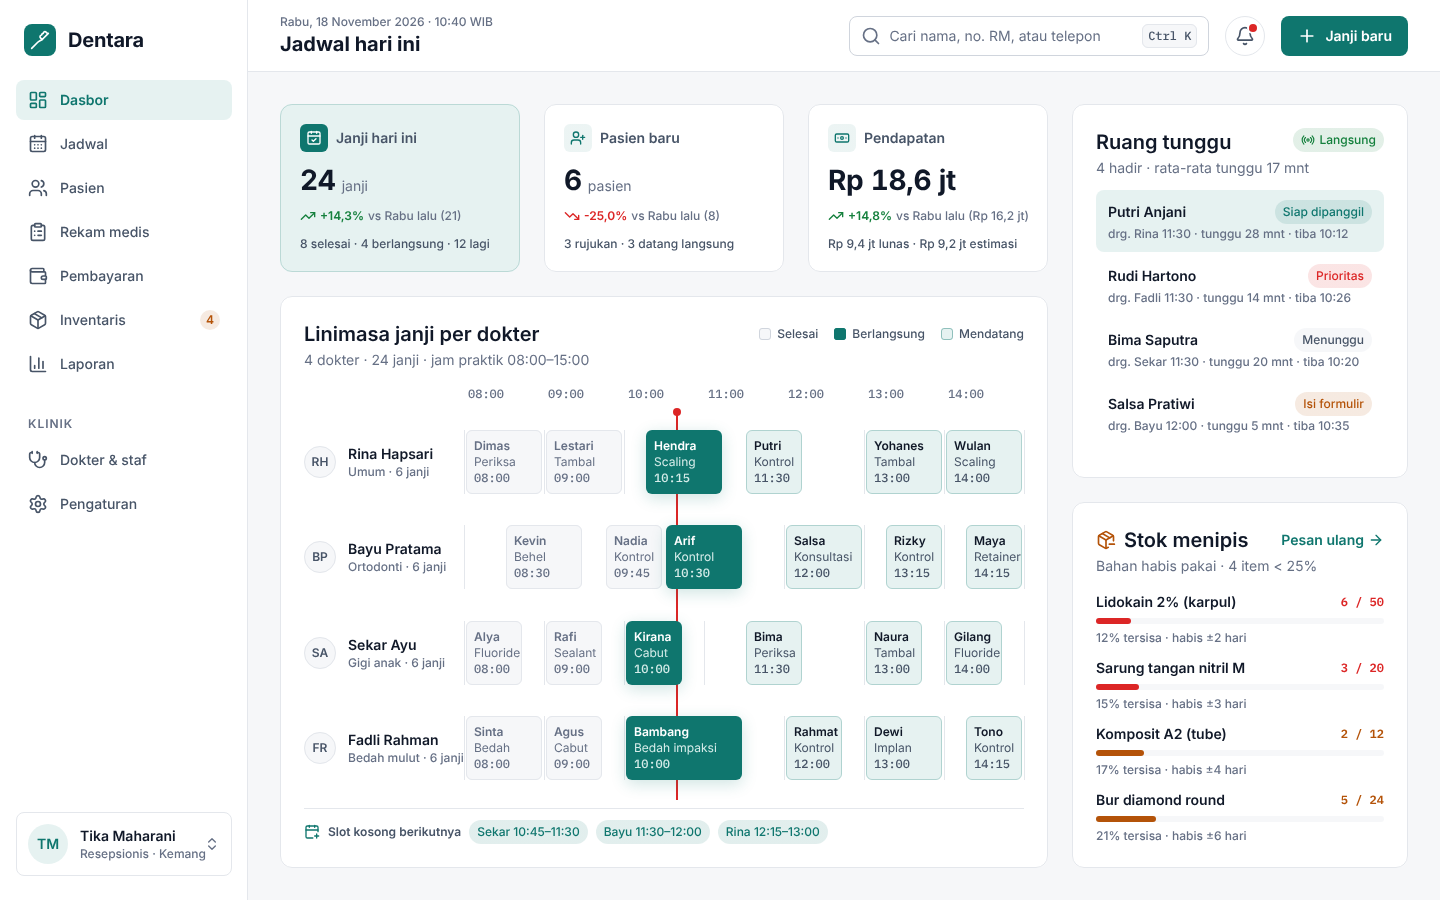 Dentara
Dasbor
Jadwal
Pasien
Rekam medis
Pembayaran
Inventaris 4
Laporan
KLINIK
Dokter & staf
Pengaturan
TM
Tika Maharani
Resepsionis · Kemang
Rabu, 18 November 2026 · 10:40 WIB
Jadwal hari ini
Cari nama, no. RM, atau telepon Ctrl K
Janji baru
Janji hari ini
24 janji
+14,3% vs Rabu lalu (21)
8 selesai · 4 berlangsung · 12 lagi
Pasien baru
6 pasien
-25,0% vs Rabu lalu (8)
3 rujukan · 3 datang langsung
Pendapatan
Rp 18,6 jt
+14,8% vs Rabu lalu (Rp 16,2 jt)
Rp 9,4 jt lunas · Rp 9,2 jt estimasi
Linimasa janji per dokter
4 dokter · 24 janji · jam praktik 08:00–15:00
Selesai Berlangsung Mendatang
08:00 09:00 10:00 11:00 12:00 13:00 14:00
RH
Rina Hapsari
Umum · 6 janji
Dimas
Periksa
08:00
Lestari
Tambal
09:00
Hendra
Scaling
10:15
Putri
Kontrol
11:30
Yohanes
Tambal
13:00
Wulan
Scaling
14:00
BP
Bayu Pratama
Ortodonti · 6 janji
Kevin
Behel
08:30
Nadia
Kontrol
09:45
Arif
Kontrol
10:30
Salsa
Konsultasi
12:00
Rizky
Kontrol
13:15
Maya
Retainer
14:15
SA
Sekar Ayu
Gigi anak · 6 janji
Alya
Fluoride
08:00
Rafi
Sealant
09:00
Kirana
Cabut
10:00
Bima
Periksa
11:30
Naura
Tambal
13:00
Gilang
Fluoride
14:00
FR
Fadli Rahman
Bedah mulut · 6 janji
Sinta
Bedah
08:00
Agus
Cabut
09:00
Bambang
Bedah impaksi
10:00
Rahmat
Kontrol
12:00
Dewi
Implan
13:00
Tono
Kontrol
14:15
Slot kosong berikutnya Sekar 10:45–11:30 Bayu 11:30–12:00 Rina 12:15–13:00
Ruang tunggu
Langsung
4 hadir · rata-rata tunggu 17 mnt
Putri Anjani Siap dipanggil
drg. Rina 11:30 · tunggu 28 mnt · tiba 10:12
Rudi Hartono Prioritas
drg. Fadli 11:30 · tunggu 14 mnt · tiba 10:26
Bima Saputra Menunggu
drg. Sekar 11:30 · tunggu 20 mnt · tiba 10:20
Salsa Pratiwi Isi formulir
drg. Bayu 12:00 · tunggu 5 mnt · tiba 10:35
Stok menipis Pesan ulang
Bahan habis pakai · 4 item < 25%
Lidokain 2% (karpul) 6 / 50
12% tersisa · habis ±2 hari
Sarung tangan nitril M 3 / 20
15% tersisa · habis ±3 hari
Komposit A2 (tube) 2 / 12
17% tersisa · habis ±4 hari
Bur diamond round 5 / 24
21% tersisa · habis ±6 hari